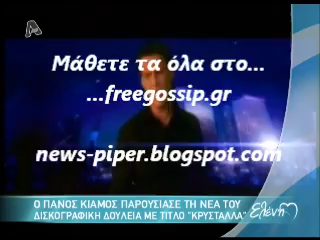 Μάθετε τα όλα στο...
...freegossip.gr
news-piper.blogspot.com
Ο ΠΑΝΟΣ ΚΙΑΜΟΣ ΠΑΡΟΥΣΙΑΣΕ ΤΗ ΝΕΑ ΤΟΥ
ΔΙΣΚΟΓΡΑΦΙΚΗ ΔΟΥΛΕΙΑ ΜΕ ΤΙΤΛΟ "ΚΡΥΣΤΑΛΛΑ"
Ελένη